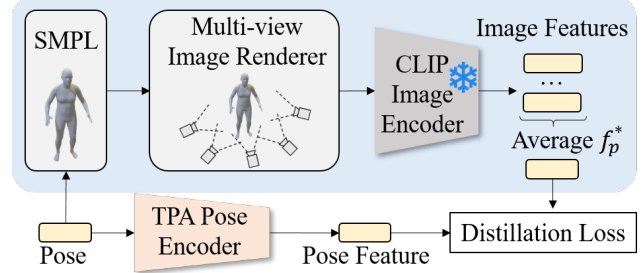 SMPL
Multi-view
Image Renderer
CLIP
Image
Encoder
Image Features
...
Average f_p^*
Pose
TPA Pose
Encoder
Pose Feature
Distillation Loss